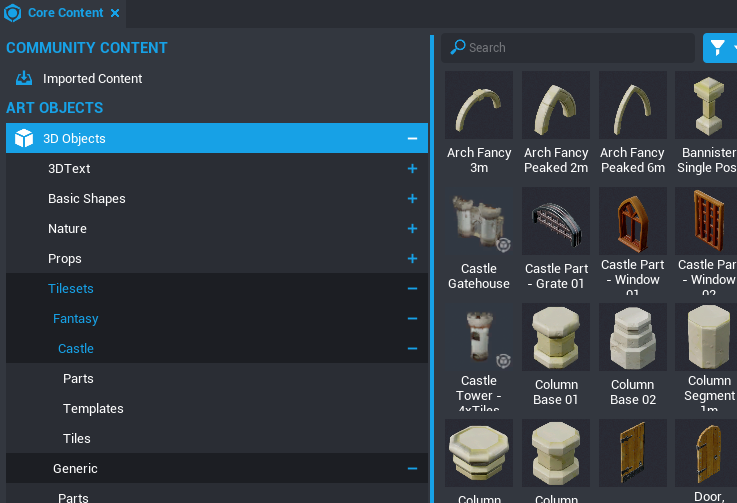 Core Content
COMMUNITY CONTENT
Imported Content
ART OBJECTS
3D Objects
3DText
Basic Shapes
Nature
Props
Tilesets
Fantasy
Castle
Parts
Templates
Tiles
Generic
Parts
Search
Arch Fancy
3m
Arch Fancy
Peaked 2m
Arch Fancy
Peaked 6m
Bannister
Single Pos
Castle
Gatehouse
Castle Part
- Grate 01
Castle Part
- Window
01
Castle Par
- Window
02
Castle
Tower -
4xTiles
Column
Base 01
Column
Base 02
Column
Segment
1m
Column
Column
Door,